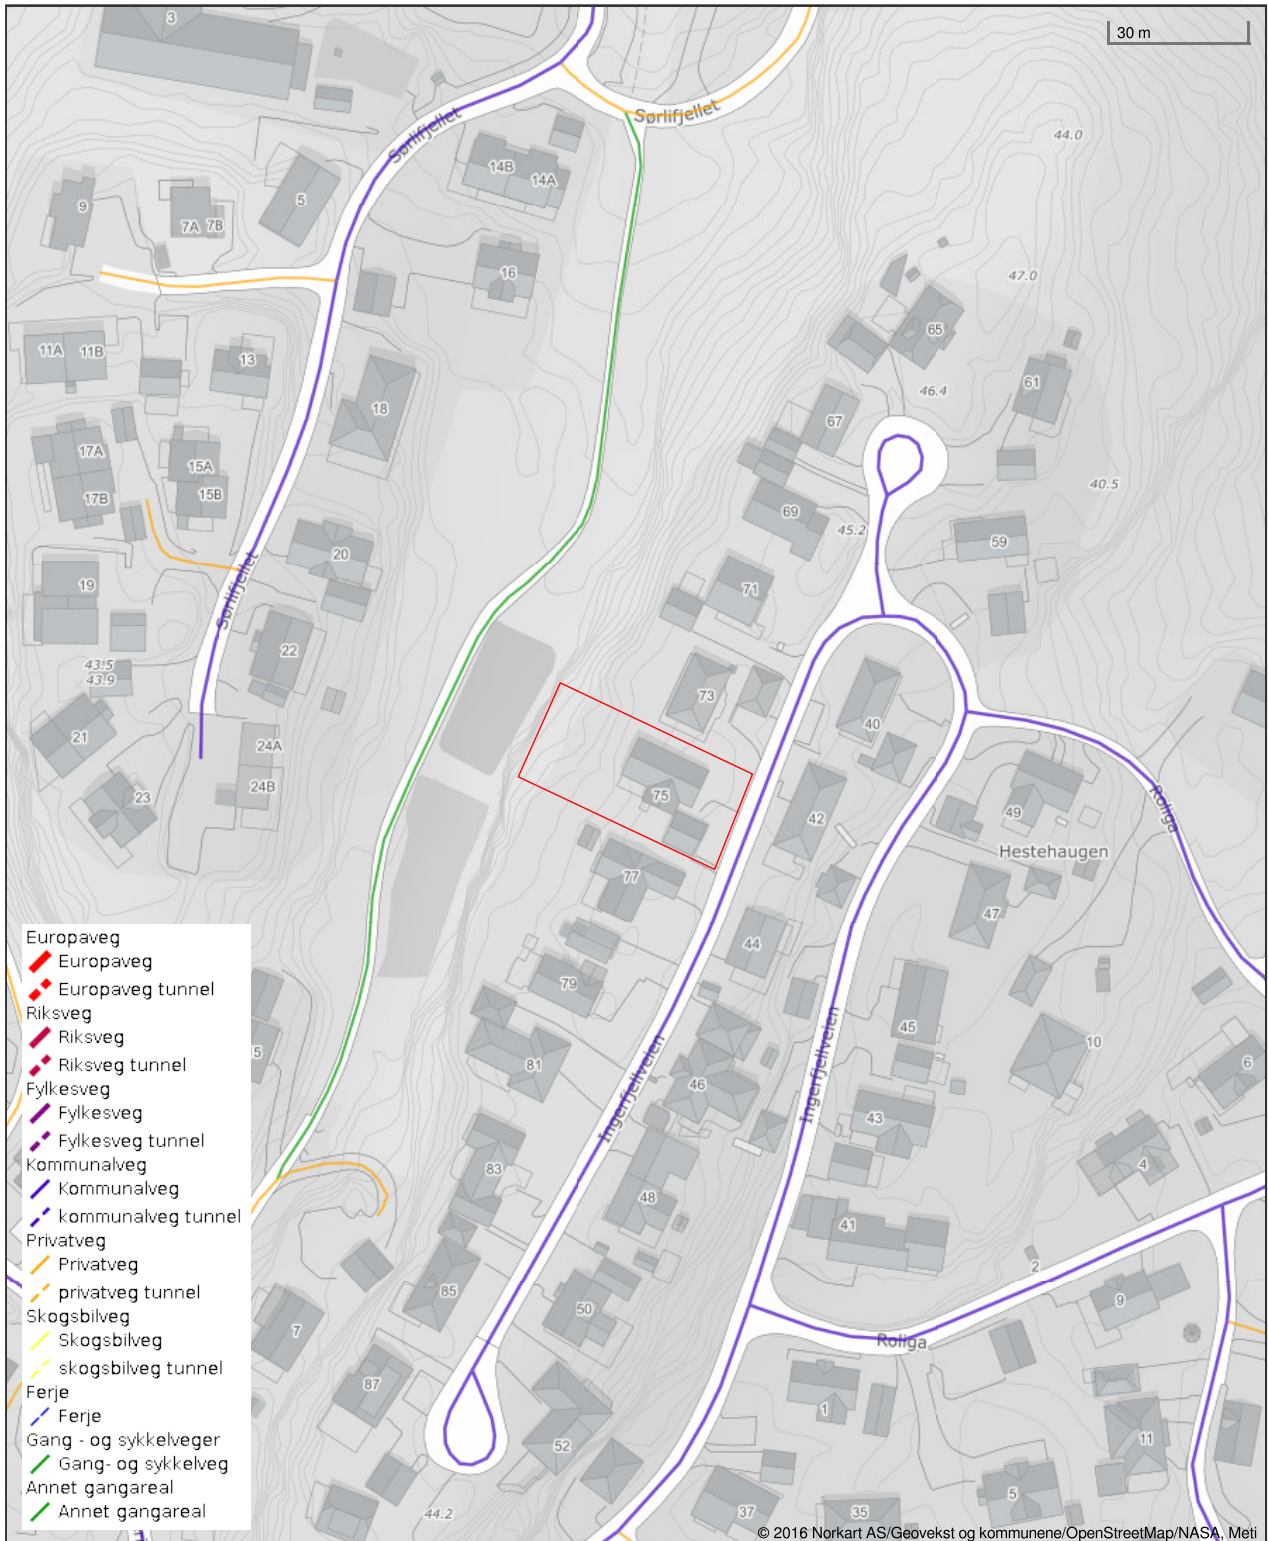 3
30 m
Sørlifjellet
Sørlifjellet
44.0
14B
14A
5
9
7A 7B
16
47.0
65
11A 11B
13
61
46.4
18
67
17A
15A
17B
15B
40.5
69
45.2
59
20
19
71
Sørlifjellet
22
43.5
43.9
73
40
21
24A
24B
75
23
42
49
Roliga
Hestehaugen
77
47
44
79
45
5
81
10
6
46
Ingerfjellveien
Ingerfjellveien
43
4
83
48
41
2
85
50
9
7
Roliga
87
1
52
11
5
37
35
44.2
Europaveg
Europaveg
Europaveg tunnel
Riksveg
Riksveg
Riksveg tunnel
Fylkesveg
Fylkesveg
Fylkesveg tunnel
Kommunalveg
Kommunalveg
kommunalveg tunnel
Privatveg
Privatveg
privatveg tunnel
Skogsbilveg
Skogsbilveg
skogsbilveg tunnel
Ferje
Ferje
Gang - og sykkelveger
Gang- og sykkelveg
Annet gangareal
Annet gangareal
© 2016 Norkart AS/Geovekst og kommunene/OpenStreetMap/NASA, Meti